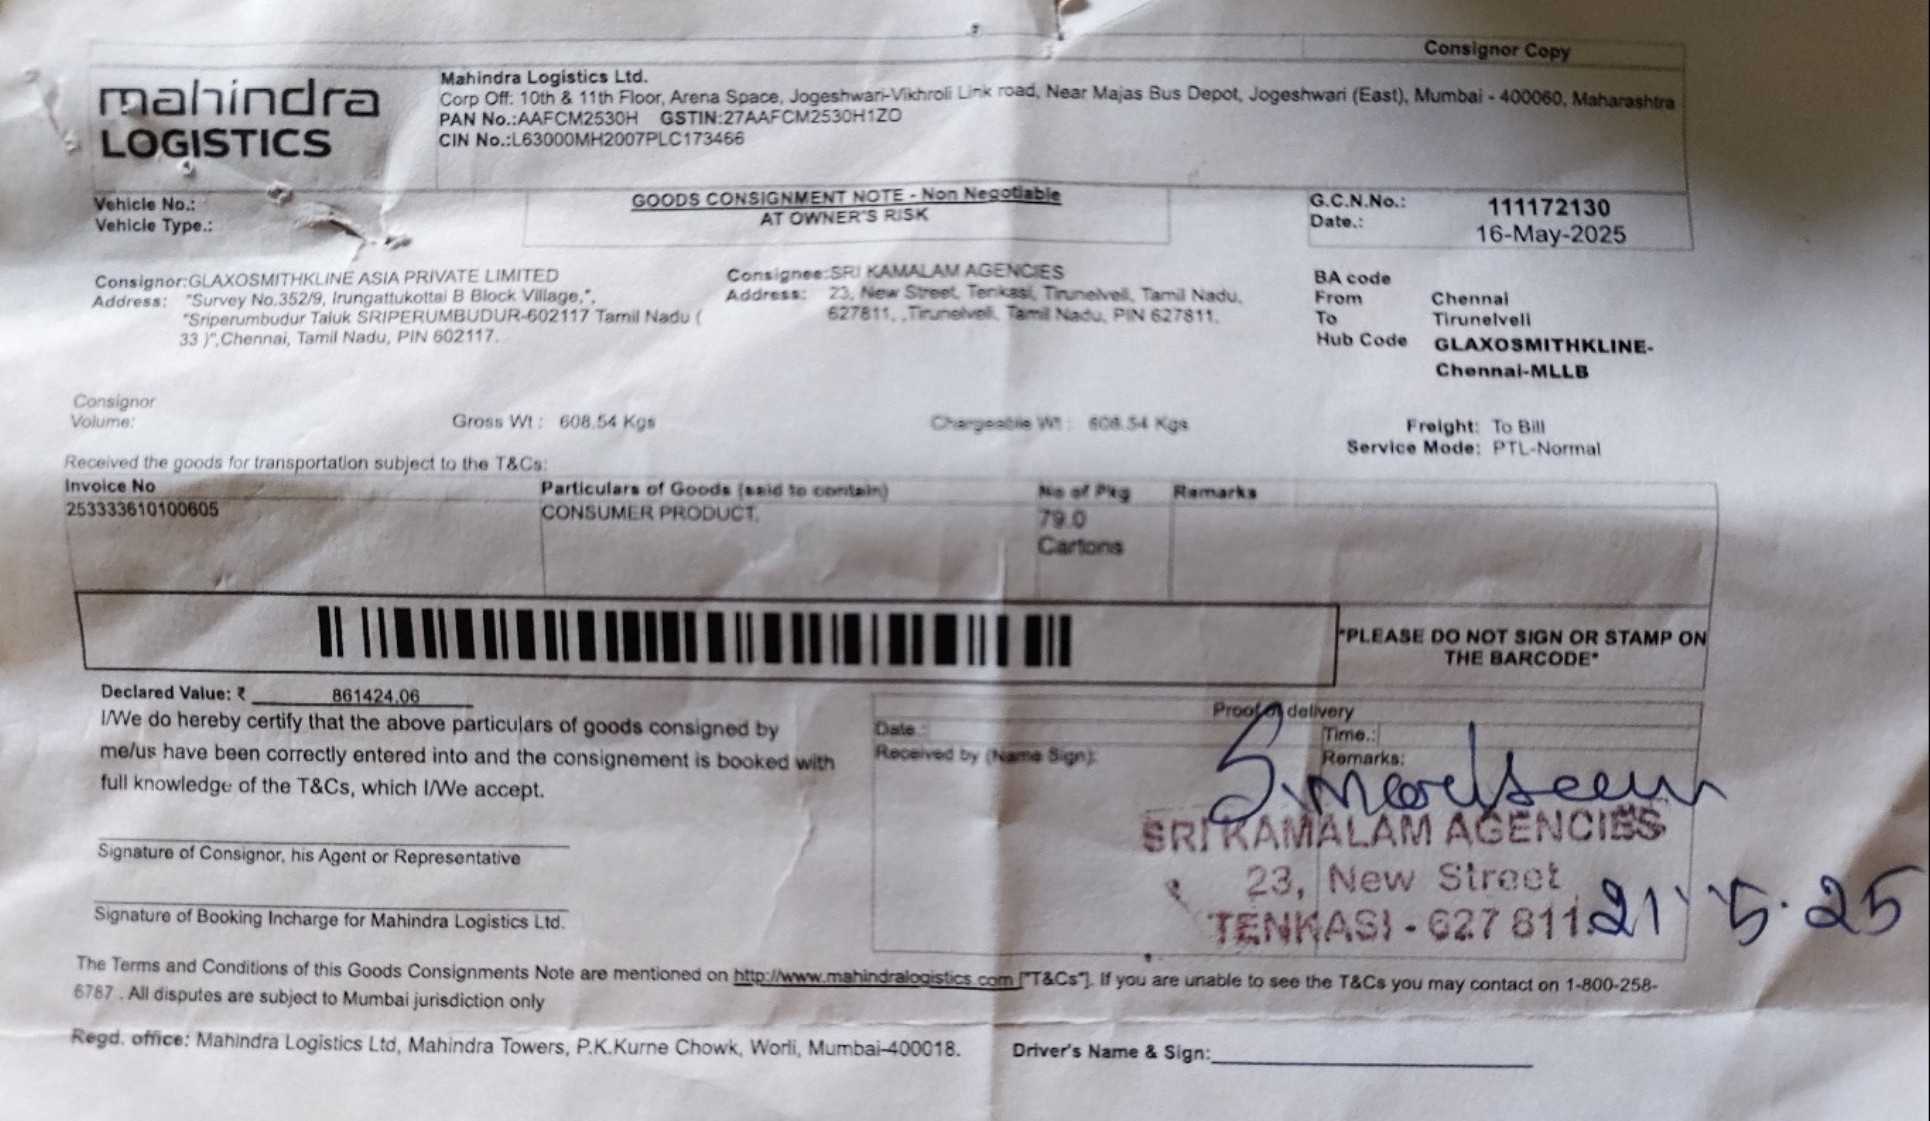 Consignor Copy
mahindra
LOGISTICS
Mahindra Logistics Ltd.
Corp Off: 10th & 11th Floor, Arena Space, Jogeshwari-Vikhroli Link road, Near Majas Bus Depot, Jogeshwari (East), Mumbai - 400060, Maharashtra
PAN No.:AAFCM2530H GSTIN:27AAFCM2530H1ZO
CIN No.:L63000MH2007PLC173466
Vehicle No.:
Vehicle Type.:
GOODS CONSIGNMENT NOTE - Non Negotiable
AT OWNER'S RISK
G.C.N.No.: 111172130
Date.: 16-May-2025
Consignor:GLAXOSMITHKLINE ASIA PRIVATE LIMITED
Address: "Survey No.352/9, Irungattukottai B Block Village,",
"Sriperumbudur Taluk SRIPERUMBUDUR-602117 Tamil Nadu (
33 )",Chennai, Tamil Nadu, PIN 602117.
Consignee:SRI KAMALAM AGENCIES
Address: 23, New Street, Tenkasi, Tirunelveli, Tamil Nadu,
627811, ,Tirunelveli, Tamil Nadu, PIN 627811.
BA code
From Chennai
To Tirunelveli
Hub Code GLAXOSMITHKLINE-
Chennai-MLLB
Consignor
Volume:
Gross Wt : 608.54 Kgs
Chargeable Wt : 608.54 Kgs
Freight: To Bill
Service Mode: PTL-Normal
Received the goods for transportation subject to the T&Cs:
Invoice No Particulars of Goods (said to contain) No of Pkg Remarks
253333610100605 CONSUMER PRODUCT, 79.0
Cartons
*PLEASE DO NOT SIGN OR STAMP ON
THE BARCODE*
Declared Value: ₹ 861424.06
I/We do hereby certify that the above particulars of goods consigned by
me/us have been correctly entered into and the consignement is booked with
full knowledge of the T&Cs, which I/We accept.
Signature of Consignor, his Agent or Representative
Signature of Booking Incharge for Mahindra Logistics Ltd.
Proof of delivery
Date : Time.:
Received by (Name Sign): Remarks:
SRI KAMALAM AGENCIES
23, New Street
TENKASI - 627 811.
21.5.25
The Terms and Conditions of this Goods Consignments Note are mentioned on http://www.mahindralogistics.com ["T&Cs"]. If you are unable to see the T&Cs you may contact on 1-800-258-
6787 . All disputes are subject to Mumbai jurisdiction only
Regd. office: Mahindra Logistics Ltd, Mahindra Towers, P.K.Kurne Chowk, Worli, Mumbai-400018.
Driver's Name & Sign: